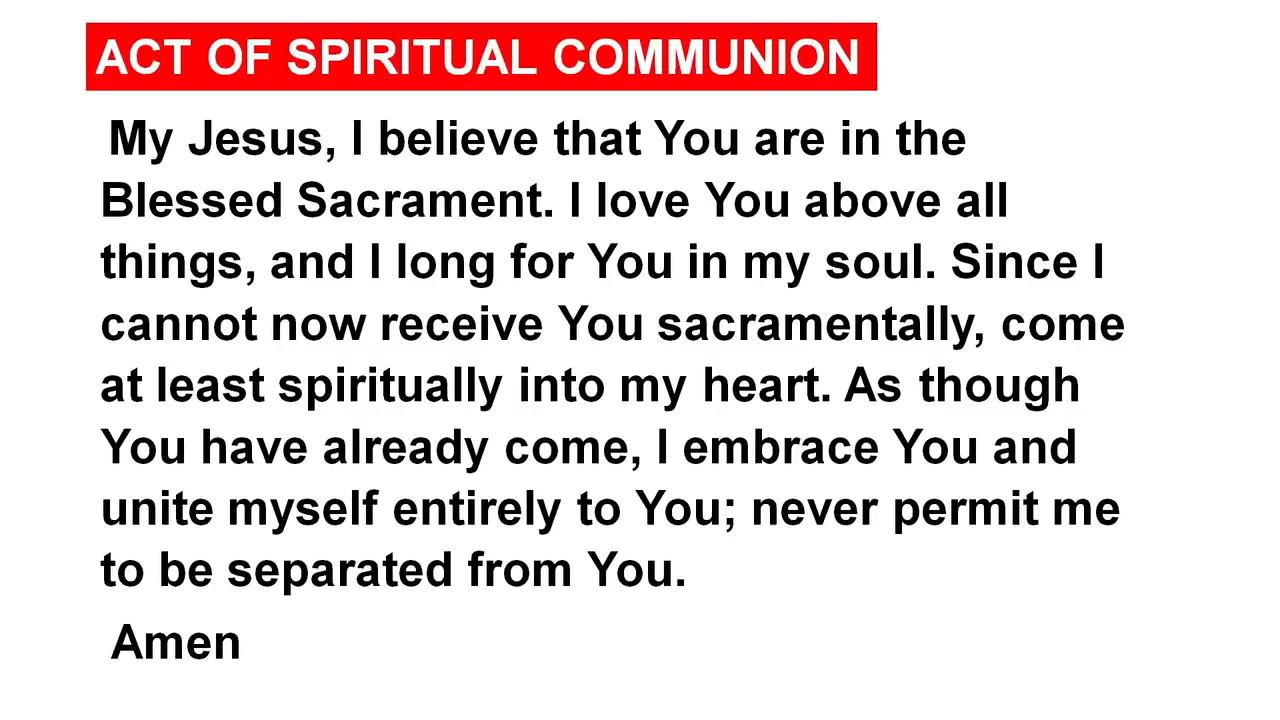 ACT OF SPIRITUAL COMMUNION
My Jesus, I believe that You are in the
Blessed Sacrament. I love You above all
things, and I long for You in my soul. Since I
cannot now receive You sacramentally, come
at least spiritually into my heart. As though
You have already come, I embrace You and
unite myself entirely to You; never permit me
to be separated from You.
Amen